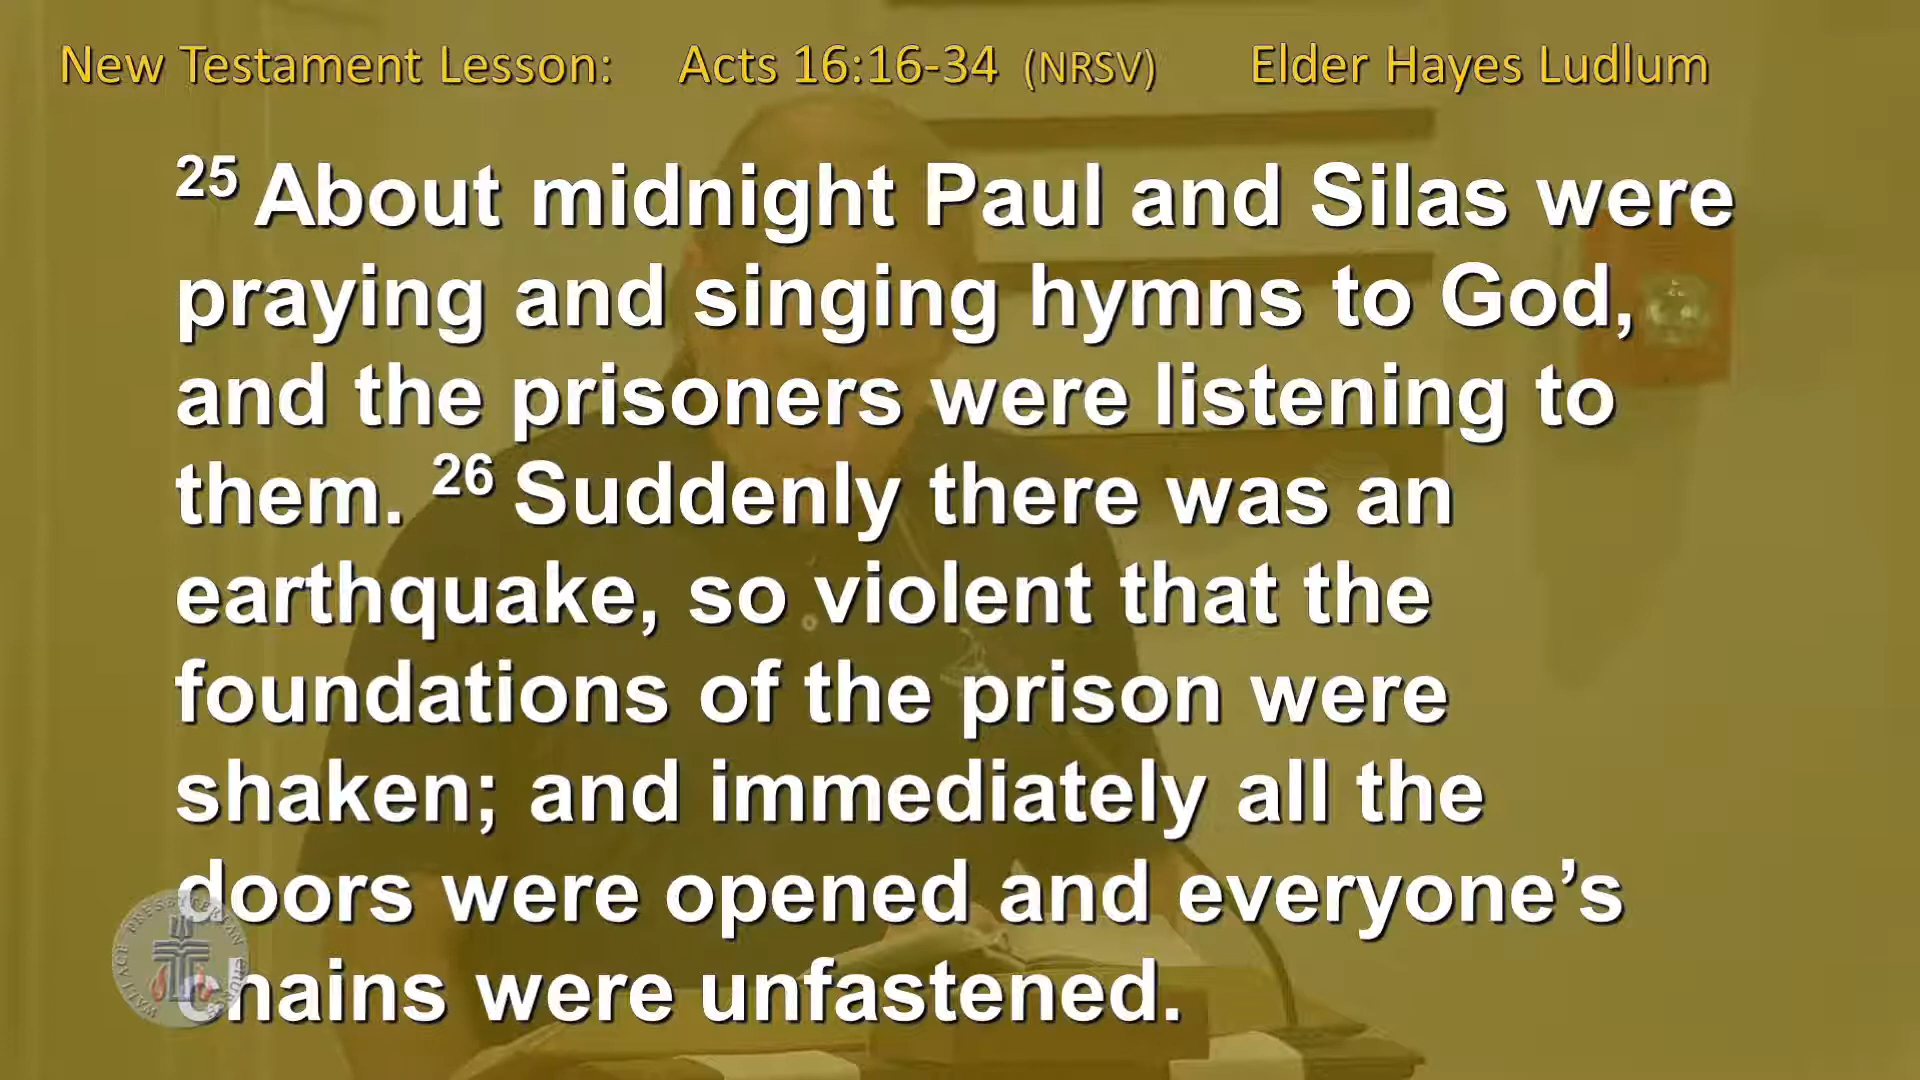 New Testament Lesson: Acts 16:16-34 (NRSV) Elder Hayes Ludlum
25 About midnight Paul and Silas were
praying and singing hymns to God,
and the prisoners were listening to
them. 26 Suddenly there was an
earthquake, so violent that the
foundations of the prison were
shaken; and immediately all the
doors were opened and everyone’s
chains were unfastened.
WALLACE PRESBYTERIAN CHURCH